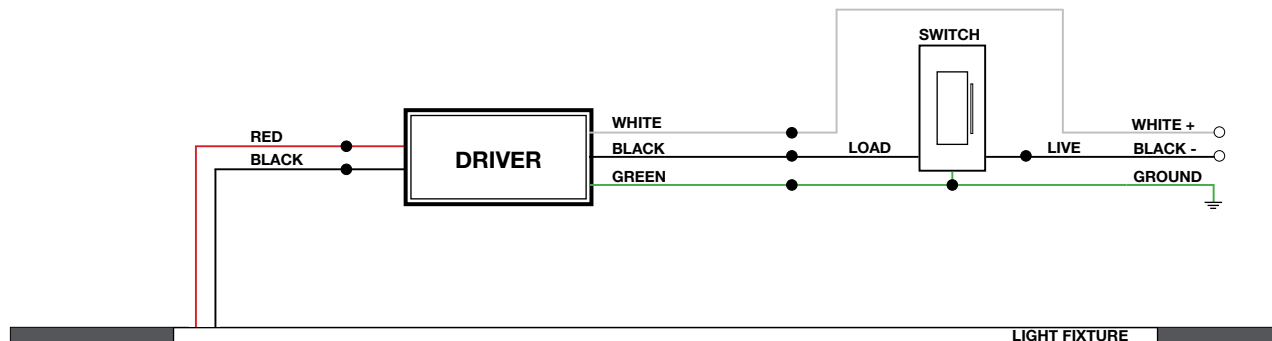 SWITCH
WHITE
WHITE +
RED
BLACK
LOAD
LIVE
BLACK -
BLACK
DRIVER
GREEN
GROUND
LIGHT FIXTURE